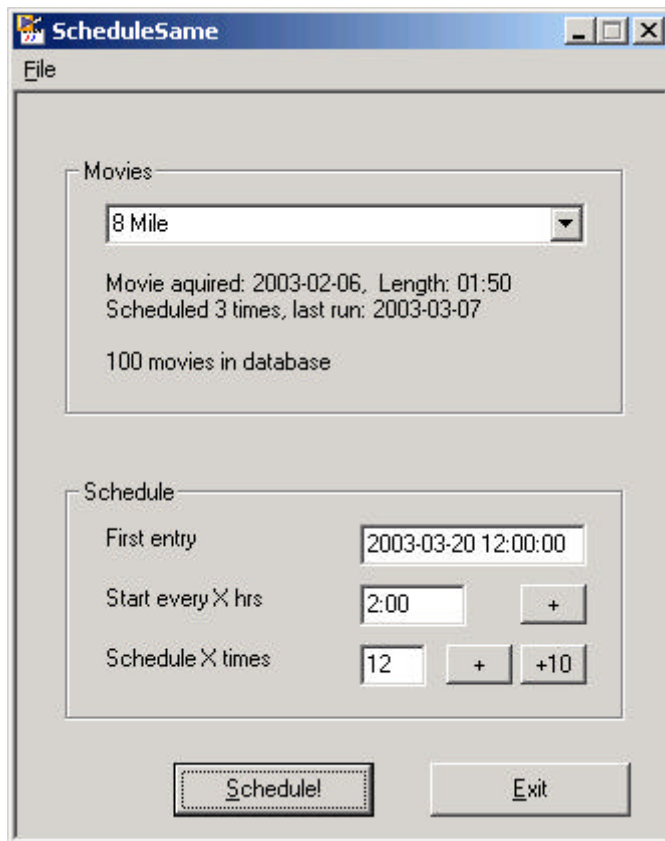 ScheduleSame
File
Movies
8 Mile
Movie aquired: 2003-02-06, Length: 01:50
Scheduled 3 times, last run: 2003-03-07
100 movies in database
Schedule
First entry 2003-03-20 12:00:00
Start every X hrs 2:00 +
Schedule X times 12 + +10
Schedule! Exit